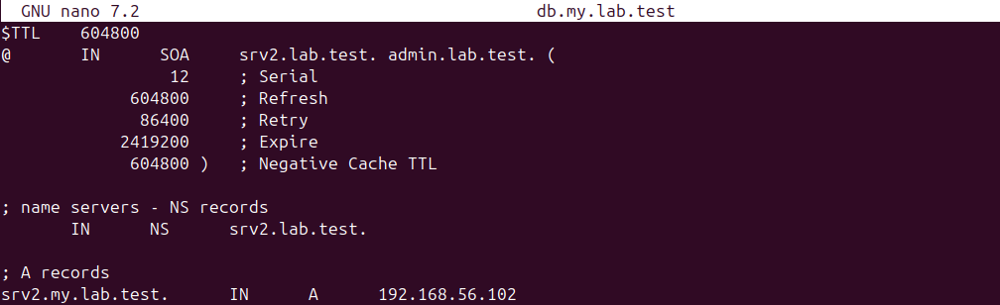 GNU nano 7.2 db.my.lab.test
$TTL 604800
@ IN SOA srv2.lab.test. admin.lab.test. (
12 ; Serial
604800 ; Refresh
86400 ; Retry
2419200 ; Expire
604800 ) ; Negative Cache TTL
; name servers - NS records
IN NS srv2.lab.test.
; A records
srv2.my.lab.test. IN A 192.168.56.102